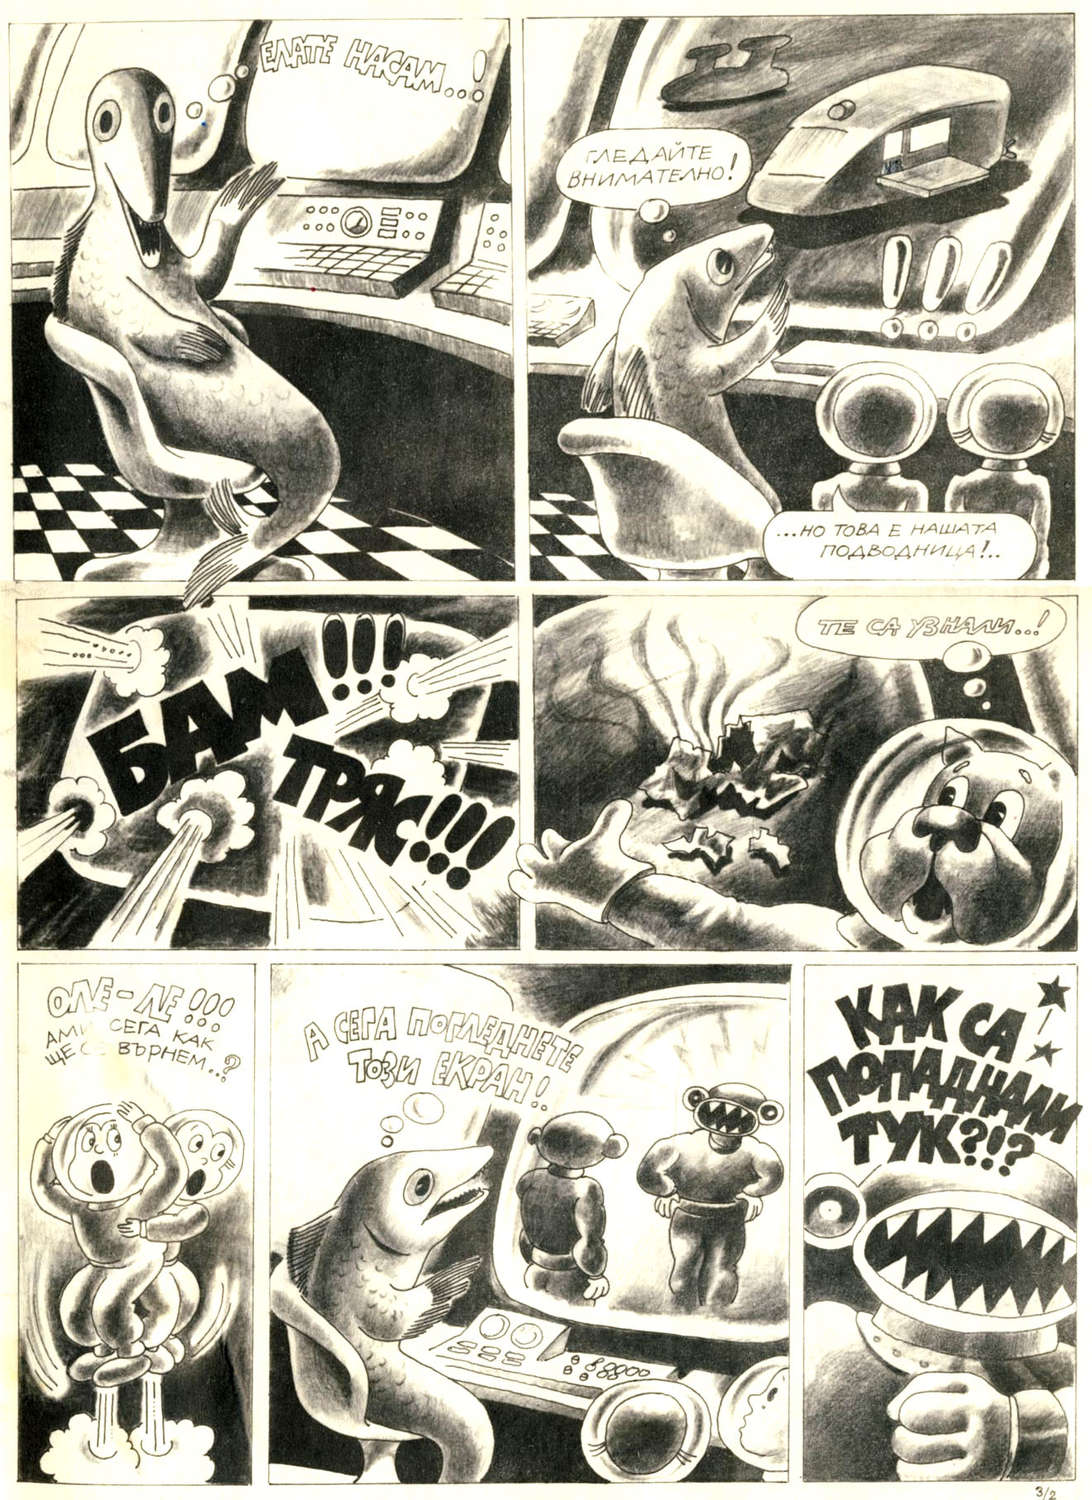 ЕЛАТЕ НАСАМ..!
ГЛЕДАЙТЕ
ВНИМАТЕЛНО!
!!!
...НО ТОВА Е НАШАТА
ПОДВОДНИЦА!..
БАМ!!!
ТРЯС!!!
ТЕ СА УЗНАЛИ...!
ОЛЕ-ЛЕ!!!
АМИ СЕГА КАК
ЩЕ СЕ ВЪРНЕМ..?
А СЕГА ПОГЛЕДНЕТЕ
ТОЗИ ЕКРАН!..
КАК СА
ПОПАДНАЛИ
ТУК?!?
3/2